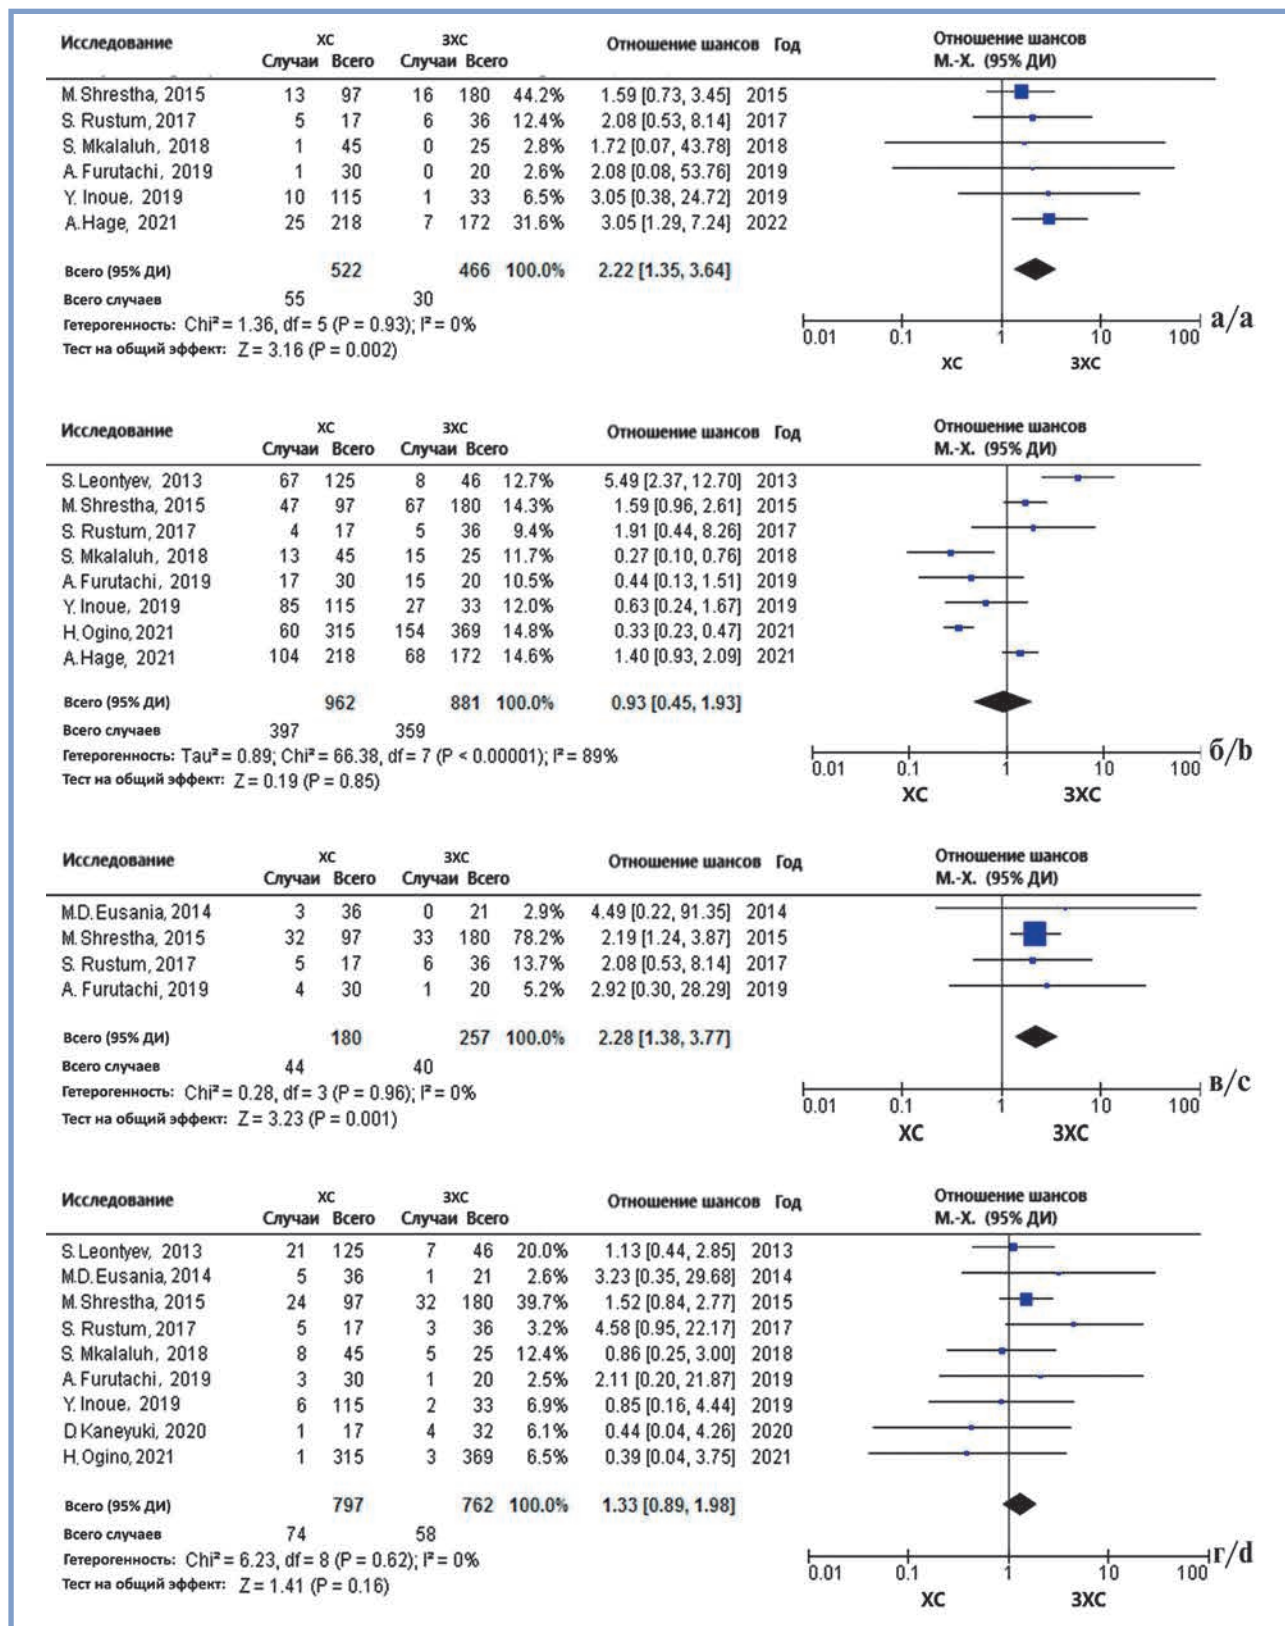 Исследование ХС ЗХС Отношение шансов Год Отношение шансов
Случаи Всего Случаи Всего М.-Х. (95% ДИ)
M. Shrestha, 2015 13 97 16 180 44.2% 1.59 [0.73, 3.45] 2015
S. Rustum, 2017 5 17 6 36 12.4% 2.08 [0.53, 8.14] 2017
S. Mkalaluh, 2018 1 45 0 25 2.8% 1.72 [0.07, 43.78] 2018
A. Furutachi, 2019 1 30 0 20 2.6% 2.08 [0.08, 53.76] 2019
Y. Inoue, 2019 10 115 1 33 6.5% 3.05 [0.38, 24.72] 2019
A.Hage, 2021 25 218 7 172 31.6% 3.05 [1.29, 7.24] 2022
Всего (95% ДИ) 522 466 100.0% 2.22 [1.35, 3.64]
Всего случаев 55 30
Гетерогенность: Chi² = 1.36, df = 5 (P = 0.93); I² = 0%
Тест на общий эффект: Z = 3.16 (P = 0.002)
0.01 0.1 1 10 100 а/a
ХС ЗХС
Исследование ХС ЗХС Отношение шансов Год Отношение шансов
Случаи Всего Случаи Всего М.-Х. (95% ДИ)
S. Leontyev, 2013 67 125 8 46 12.7% 5.49 [2.37, 12.70] 2013
M. Shrestha, 2015 47 97 67 180 14.3% 1.59 [0.96, 2.61] 2015
S. Rustum, 2017 4 17 5 36 9.4% 1.91 [0.44, 8.26] 2017
S. Mkalaluh, 2018 13 45 15 25 11.7% 0.27 [0.10, 0.76] 2018
A. Furutachi, 2019 17 30 15 20 10.5% 0.44 [0.13, 1.51] 2019
Y. Inoue, 2019 85 115 27 33 12.0% 0.63 [0.24, 1.67] 2019
H. Ogino, 2021 60 315 154 369 14.8% 0.33 [0.23, 0.47] 2021
A. Hage, 2021 104 218 68 172 14.6% 1.40 [0.93, 2.09] 2021
Всего (95% ДИ) 962 881 100.0% 0.93 [0.45, 1.93]
Всего случаев 397 359
Гетерогенность: Tau² = 0.89; Chi² = 66.38, df = 7 (P < 0.00001); I² = 89%
Тест на общий эффект: Z = 0.19 (P = 0.85)
0.01 0.1 1 10 100 б/b
ХС ЗХС
Исследование ХС ЗХС Отношение шансов Год Отношение шансов
Случаи Всего Случаи Всего М.-Х. (95% ДИ)
M.D. Eusania, 2014 3 36 0 21 2.9% 4.49 [0.22, 91.35] 2014
M. Shrestha, 2015 32 97 33 180 78.2% 2.19 [1.24, 3.87] 2015
S. Rustum, 2017 5 17 6 36 13.7% 2.08 [0.53, 8.14] 2017
A. Furutachi, 2019 4 30 1 20 5.2% 2.92 [0.30, 28.29] 2019
Всего (95% ДИ) 180 257 100.0% 2.28 [1.38, 3.77]
Всего случаев 44 40
Гетерогенность: Chi² = 0.28, df = 3 (P = 0.96); I² = 0%
Тест на общий эффект: Z = 3.23 (P = 0.001)
0.01 0.1 1 10 100 в/c
ХС ЗХС
Исследование ХС ЗХС Отношение шансов Год Отношение шансов
Случаи Всего Случаи Всего М.-Х. (95% ДИ)
S. Leontyev, 2013 21 125 7 46 20.0% 1.13 [0.44, 2.85] 2013
M.D. Eusania, 2014 5 36 1 21 2.6% 3.23 [0.35, 29.68] 2014
M. Shrestha, 2015 24 97 32 180 39.7% 1.52 [0.84, 2.77] 2015
S. Rustum, 2017 5 17 3 36 3.2% 4.58 [0.95, 22.17] 2017
S. Mkalaluh, 2018 8 45 5 25 12.4% 0.86 [0.25, 3.00] 2018
A. Furutachi, 2019 3 30 1 20 2.5% 2.11 [0.20, 21.87] 2019
Y. Inoue, 2019 6 115 2 33 6.9% 0.85 [0.16, 4.44] 2019
D. Kaneyuki, 2020 1 17 4 32 6.1% 0.44 [0.04, 4.26] 2020
H. Ogino, 2021 1 315 3 369 6.5% 0.39 [0.04, 3.75] 2021
Всего (95% ДИ) 797 762 100.0% 1.33 [0.89, 1.98]
Всего случаев 74 58
Гетерогенность: Chi² = 6.23, df = 8 (P = 0.62); I² = 0%
Тест на общий эффект: Z = 1.41 (P = 0.16)
0.01 0.1 1 10 100 г/d
ХС ЗХС